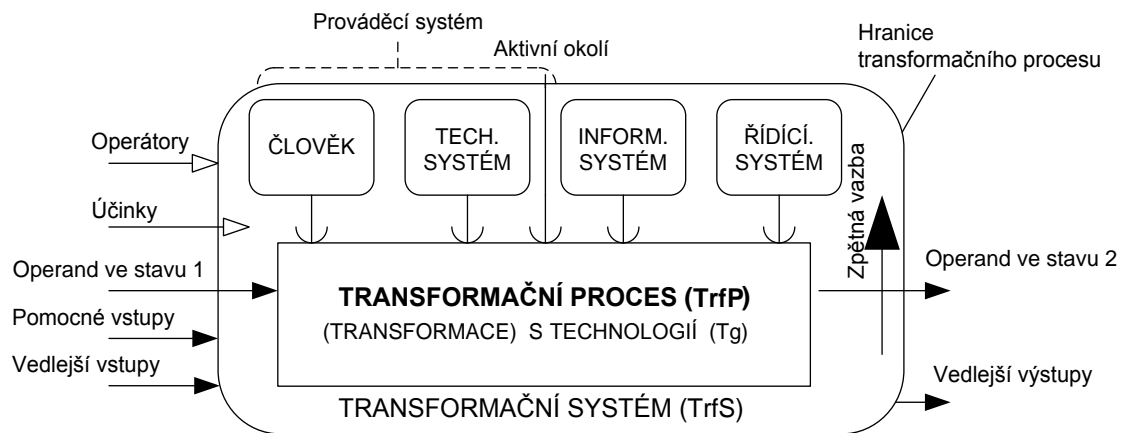 Prováděcí systém
Aktivní okolí
Hranice
transformačního procesu
Operátory
ČLOVĚK
TECH.
SYSTÉM
INFORM.
SYSTÉM
ŘÍDÍCÍ.
SYSTÉM
Účinky
Zpětná vazba
Operand ve stavu 1
TRANSFORMAČNÍ PROCES (TrfP)
(TRANSFORMACE) S TECHNOLOGIÍ (Tg)
Operand ve stavu 2
Pomocné vstupy
Vedlejší vstupy
Vedlejší výstupy
TRANSFORMAČNÍ SYSTÉM (TrfS)